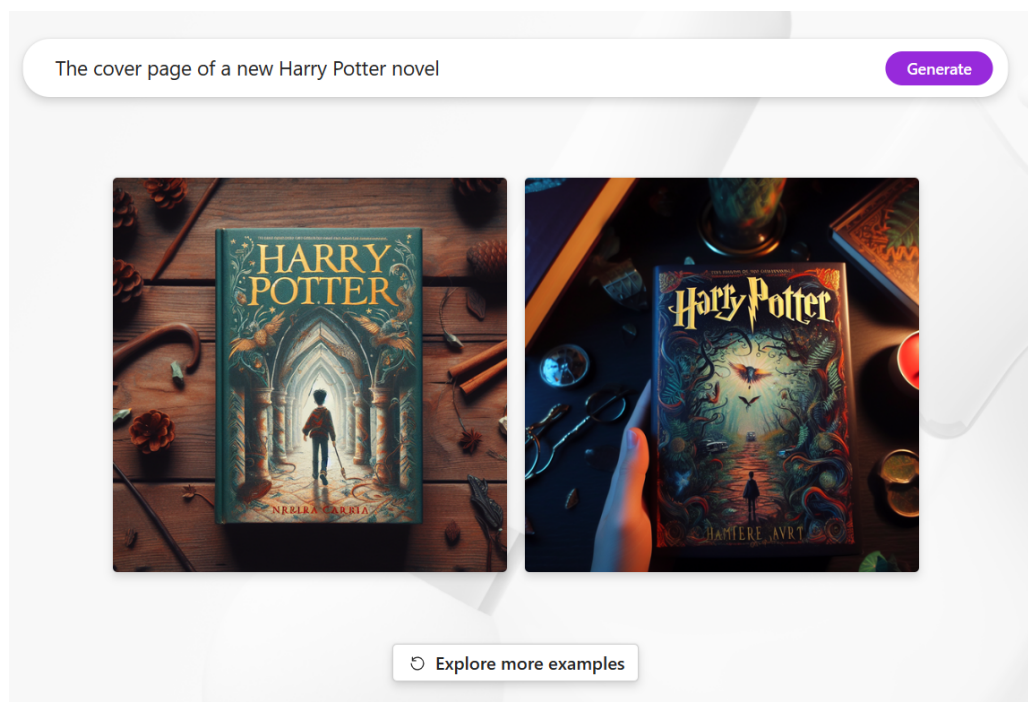 The cover page of a new Harry Potter novel
Generate
HARRY
POTTER
NRRIRA CARRIA
Harry Potter
HAMIERE AVRT
Explore more examples